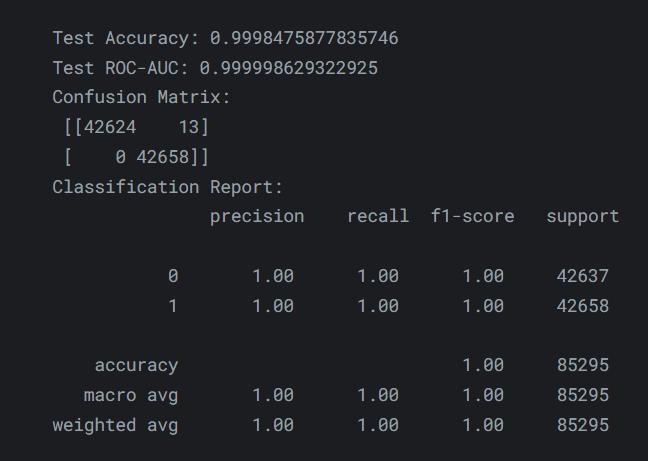 Test Accuracy: 0.9998475877835746
Test ROC-AUC: 0.999998629322925
Confusion Matrix:
[[42624    13]
[    0 42658]]
Classification Report:
precision    recall  f1-score   support
0       1.00      1.00      1.00     42637
1       1.00      1.00      1.00     42658
accuracy                           1.00     85295
macro avg       1.00      1.00      1.00     85295
weighted avg       1.00      1.00      1.00     85295